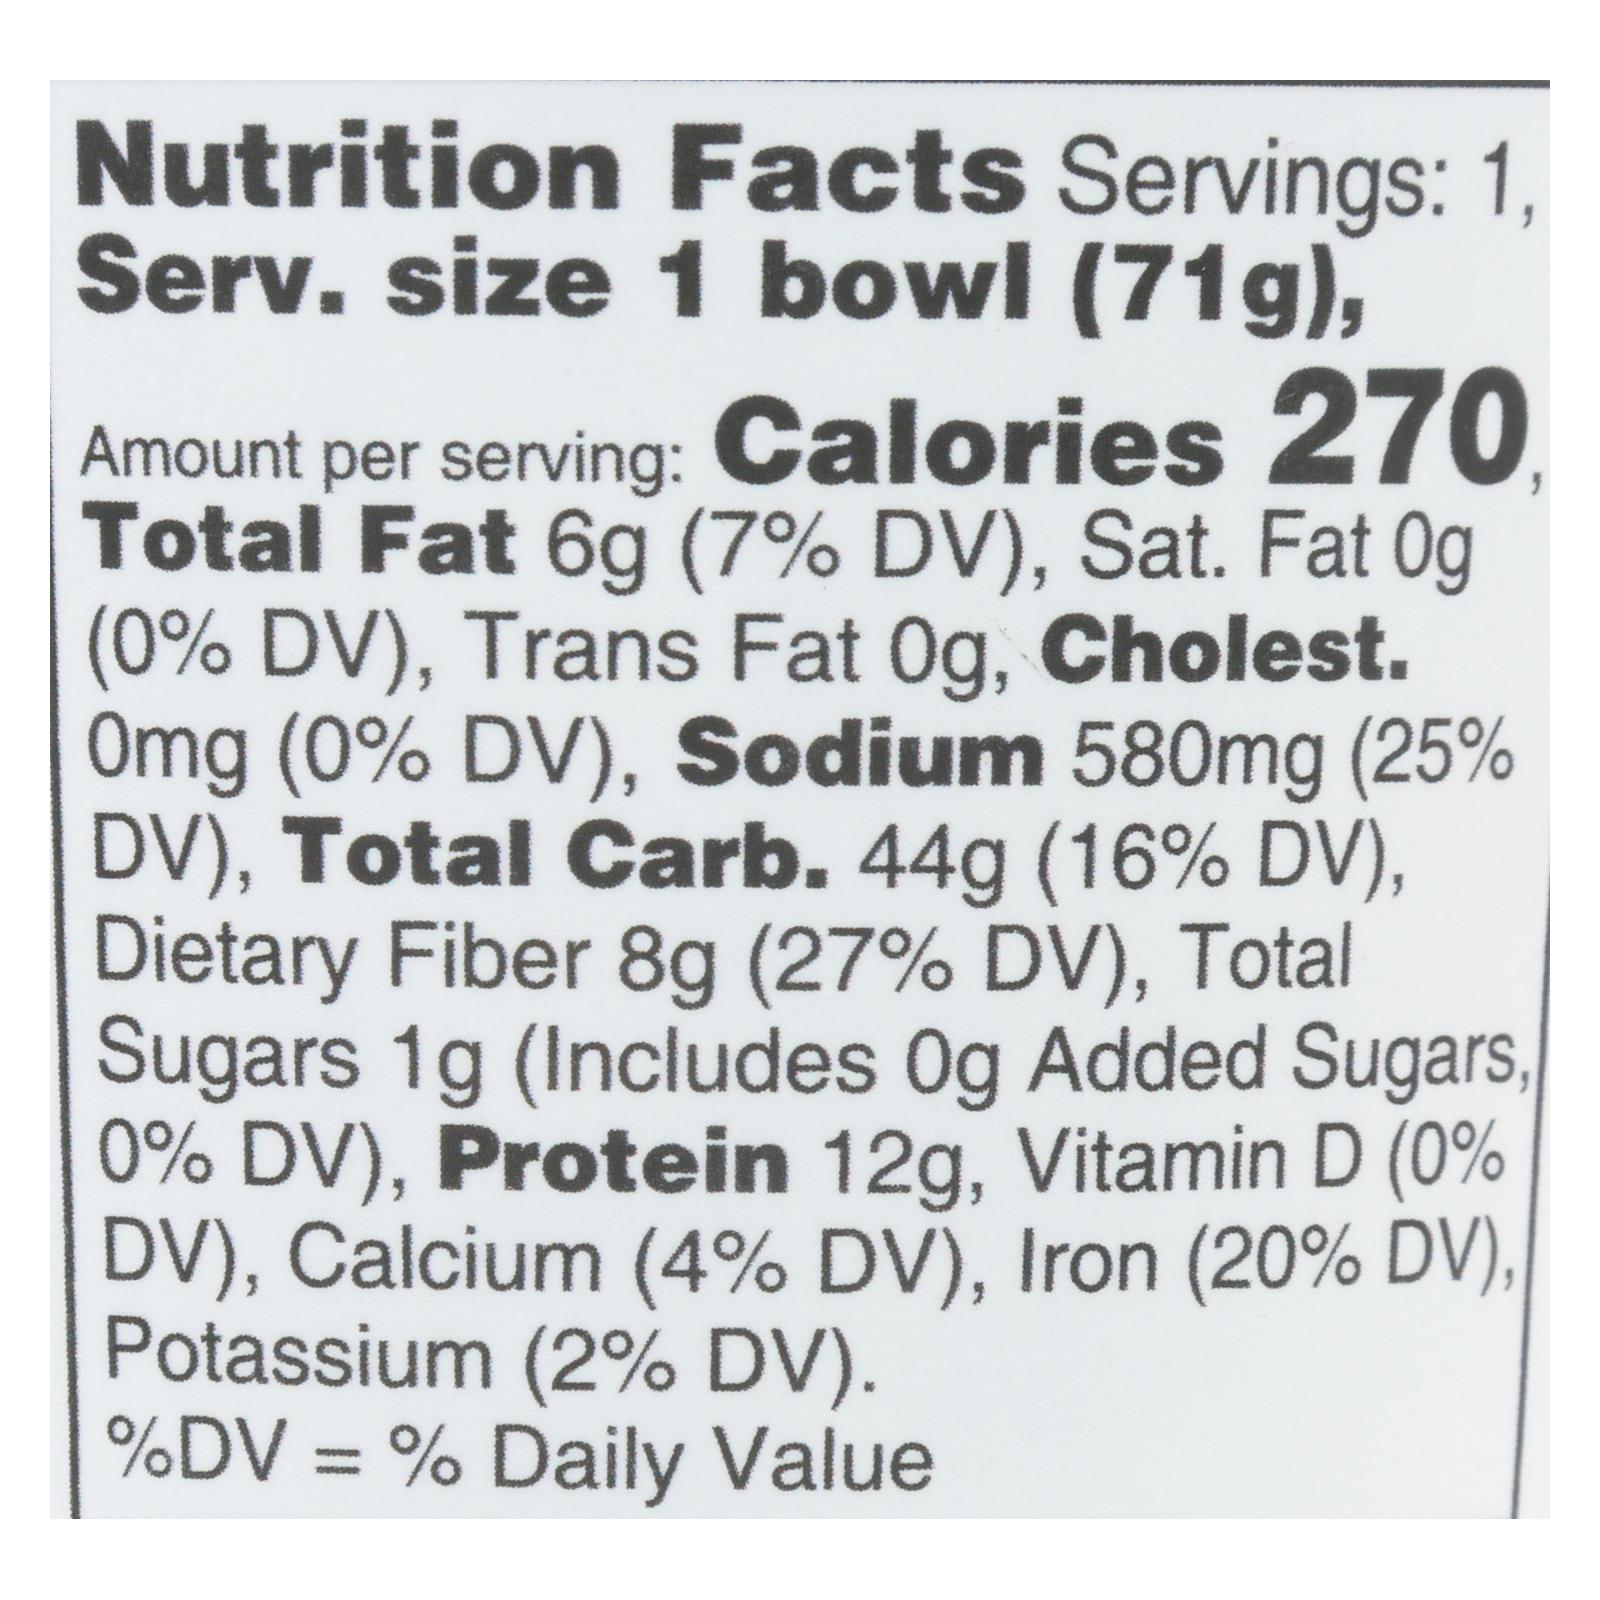 Nutrition Facts Servings: 1,
Serv. size 1 bowl (71g),
Amount per serving: Calories 270,
Total Fat 6g (7% DV), Sat. Fat 0g
(0% DV), Trans Fat 0g, Cholest.
0mg (0% DV), Sodium 580mg (25%
DV), Total Carb. 44g (16% DV),
Dietary Fiber 8g (27% DV), Total
Sugars 1g (Includes 0g Added Sugars,
0% DV), Protein 12g, Vitamin D (0%
DV), Calcium (4% DV), Iron (20% DV),
Potassium (2% DV).
%DV = % Daily Value